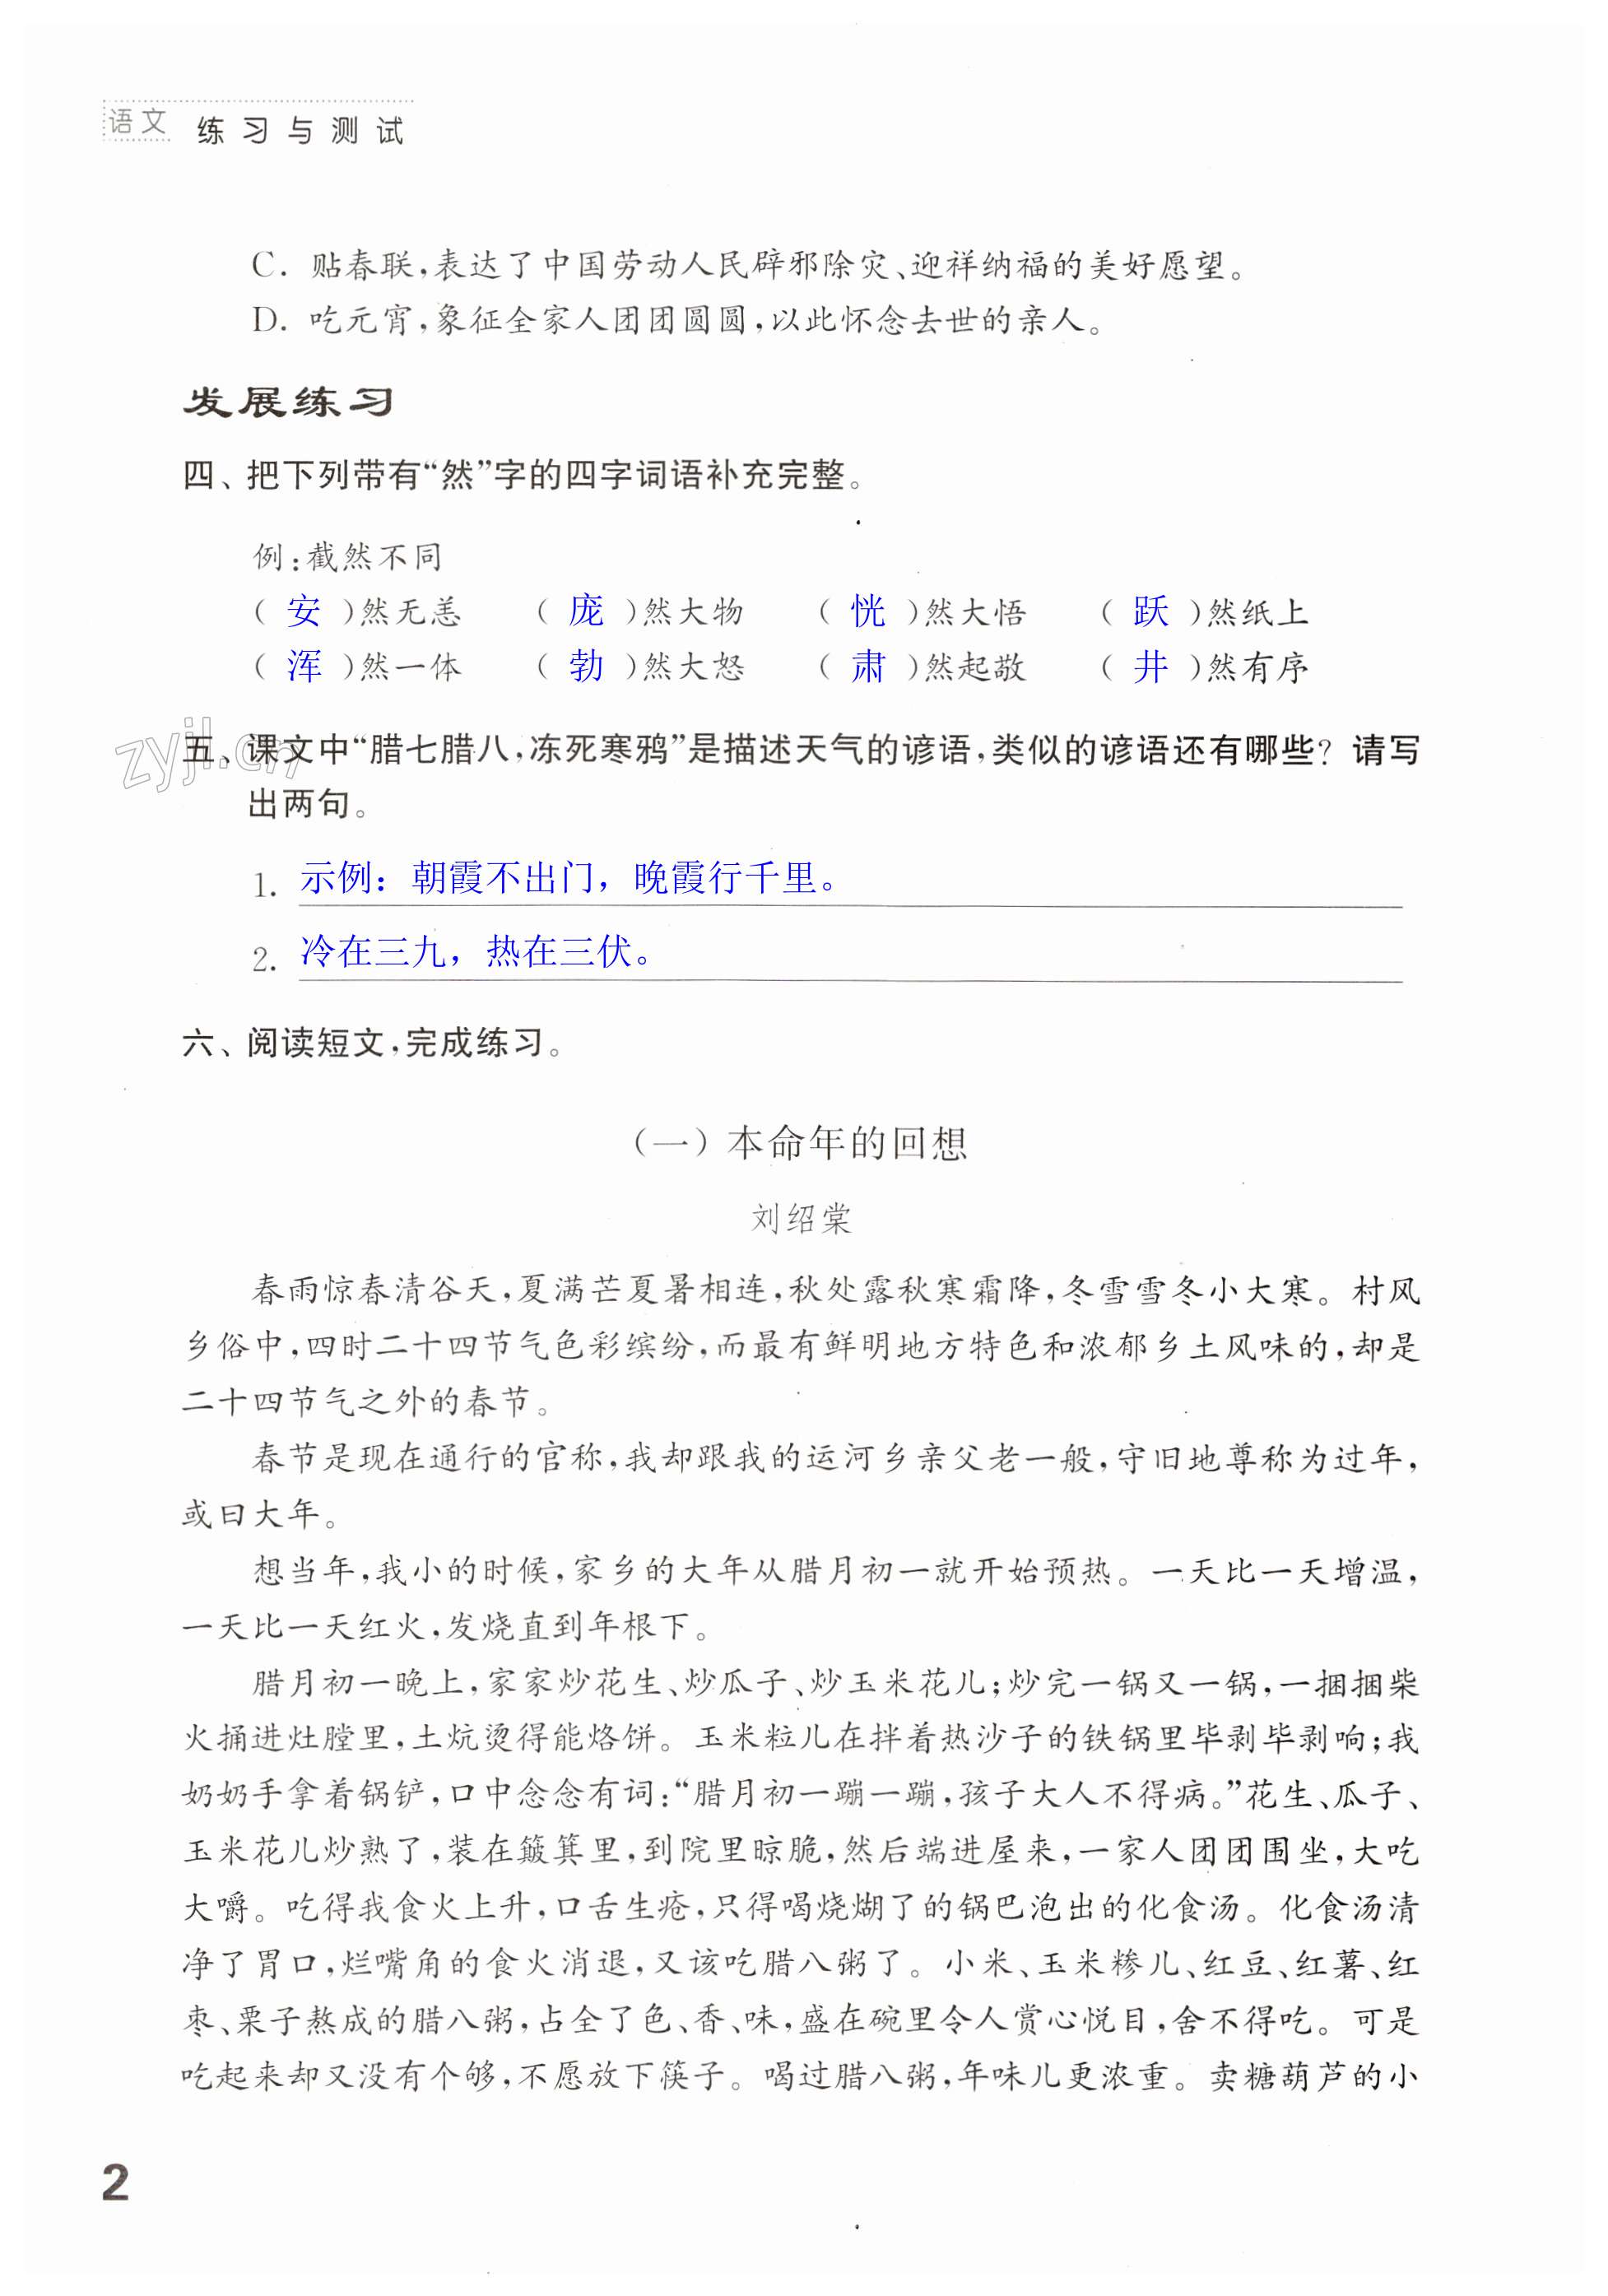 语文 练习与测试
C. 贴春联,表达了中国劳动人民辟邪除灾、迎祥纳福的美好愿望。
D. 吃元宵,象征全家人团团圆圆,以此怀念去世的亲人。
发展练习
四、把下列带有“然”字的四字词语补充完整。
例:截然不同
( 安 )然无恙 ( 庞 )然大物 ( 恍 )然大悟 ( 跃 )然纸上
( 浑 )然一体 ( 勃 )然大怒 ( 肃 )然起敬 ( 井 )然有序
zyjl.cn
五、课文中“腊七腊八,冻死寒鸦”是描述天气的谚语,类似的谚语还有哪些?请写
出两句。
1. 示例：朝霞不出门，晚霞行千里。
2. 冷在三九，热在三伏。
六、阅读短文,完成练习。
(一)本命年的回想
刘绍棠
春雨惊春清谷天,夏满芒夏暑相连,秋处露秋寒霜降,冬雪雪冬小大寒。村风
乡俗中,四时二十四节气色彩缤纷,而最有鲜明地方特色和浓郁乡土风味的,却是
二十四节气之外的春节。
春节是现在通行的官称,我却跟我的运河乡亲父老一般,守旧地尊称为过年,
或曰大年。
想当年,我小的时候,家乡的大年从腊月初一就开始预热。一天比一天增温,
一天比一天红火,发烧直到年根下。
腊月初一晚上,家家炒花生、炒瓜子、炒玉米花儿;炒完一锅又一锅,一捆捆柴
火捅进灶膛里,土炕烫得能烙饼。玉米粒儿在拌着热沙子的铁锅里毕剥毕剥响;我
奶奶手拿着锅铲,口中念念有词:“腊月初一蹦一蹦,孩子大人不得病。”花生、瓜子、
玉米花儿炒熟了,装在簸箕里,到院里晾脆,然后端进屋来,一家人团团围坐,大吃
大嚼。吃得我食火上升,口舌生疮,只得喝烧煳了的锅巴泡出的化食汤。化食汤清
净了胃口,烂嘴角的食火消退,又该吃腊八粥了。小米、玉米糁儿、红豆、红薯、红
枣、栗子熬成的腊八粥,占全了色、香、味,盛在碗里令人赏心悦目,舍不得吃。可是
吃起来却又没有个够,不愿放下筷子。喝过腊八粥,年味儿更浓重。卖糖葫芦的小
2